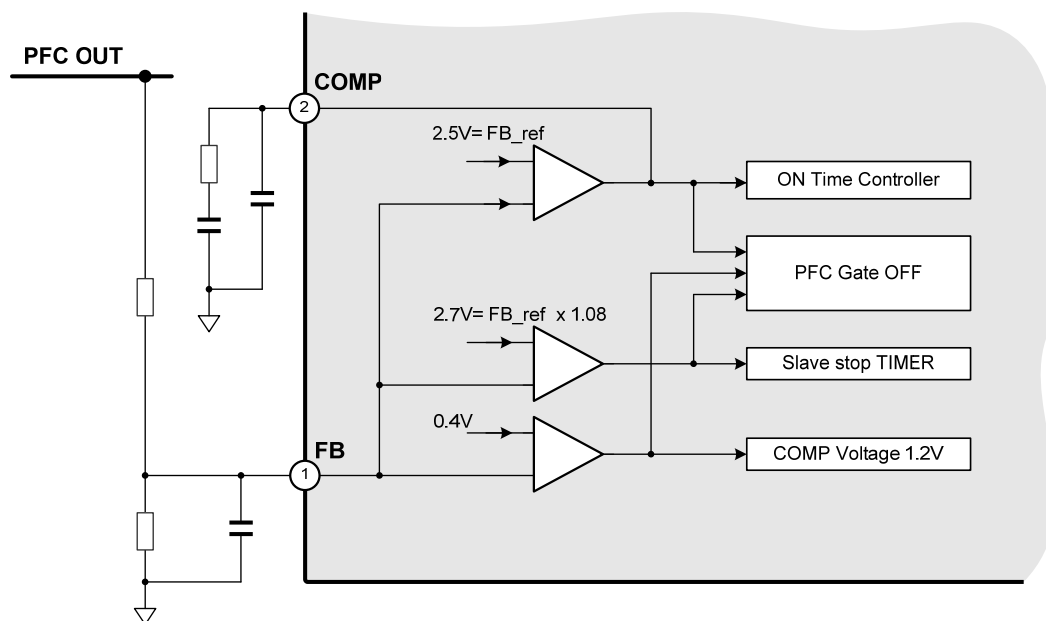 PFC OUT
COMP
2
2.5V= FB_ref
ON Time Controller
PFC Gate OFF
2.7V= FB_ref x 1.08
Slave stop TIMER
0.4V
FB
1
COMP Voltage 1.2V